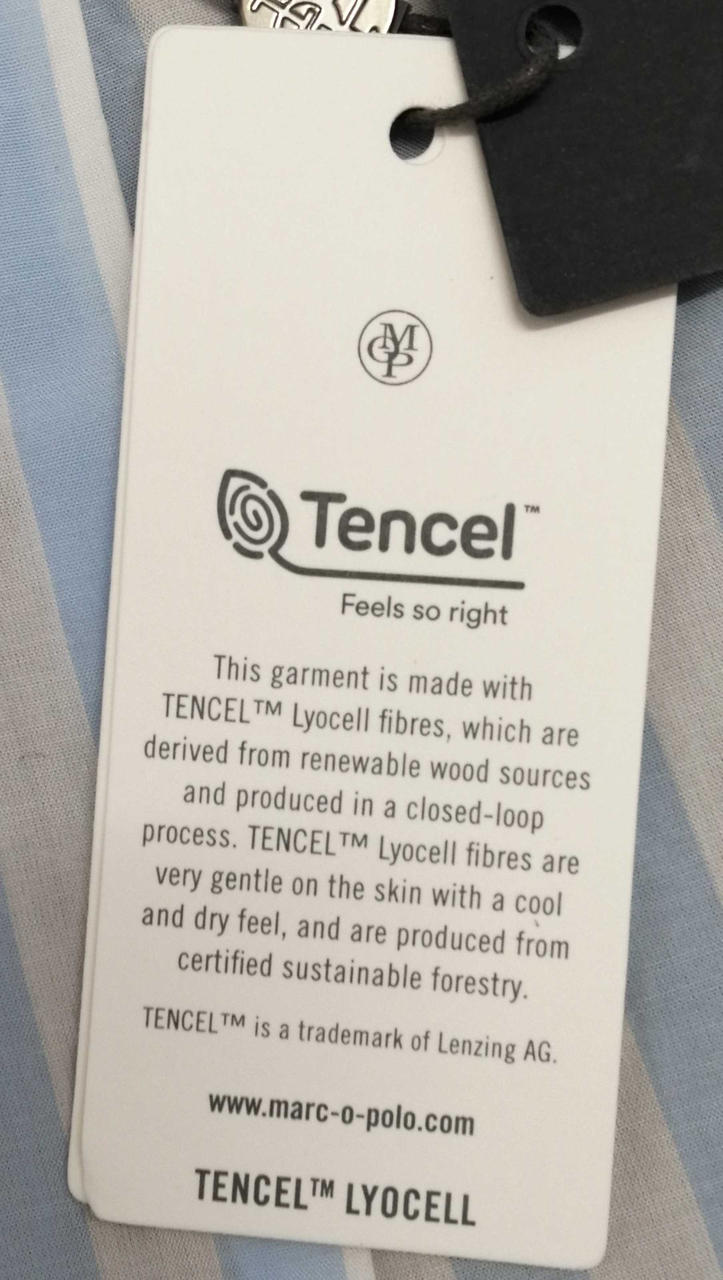 MOP
Tencel™
Feels so right
This garment is made with
TENCEL™ Lyocell fibres, which are
derived from renewable wood sources
and produced in a closed-loop
process. TENCEL™ Lyocell fibres are
very gentle on the skin with a cool
and dry feel, and are produced from
certified sustainable forestry.
TENCEL™ is a trademark of Lenzing AG.
www.marc-o-polo.com
TENCEL™ LYOCELL